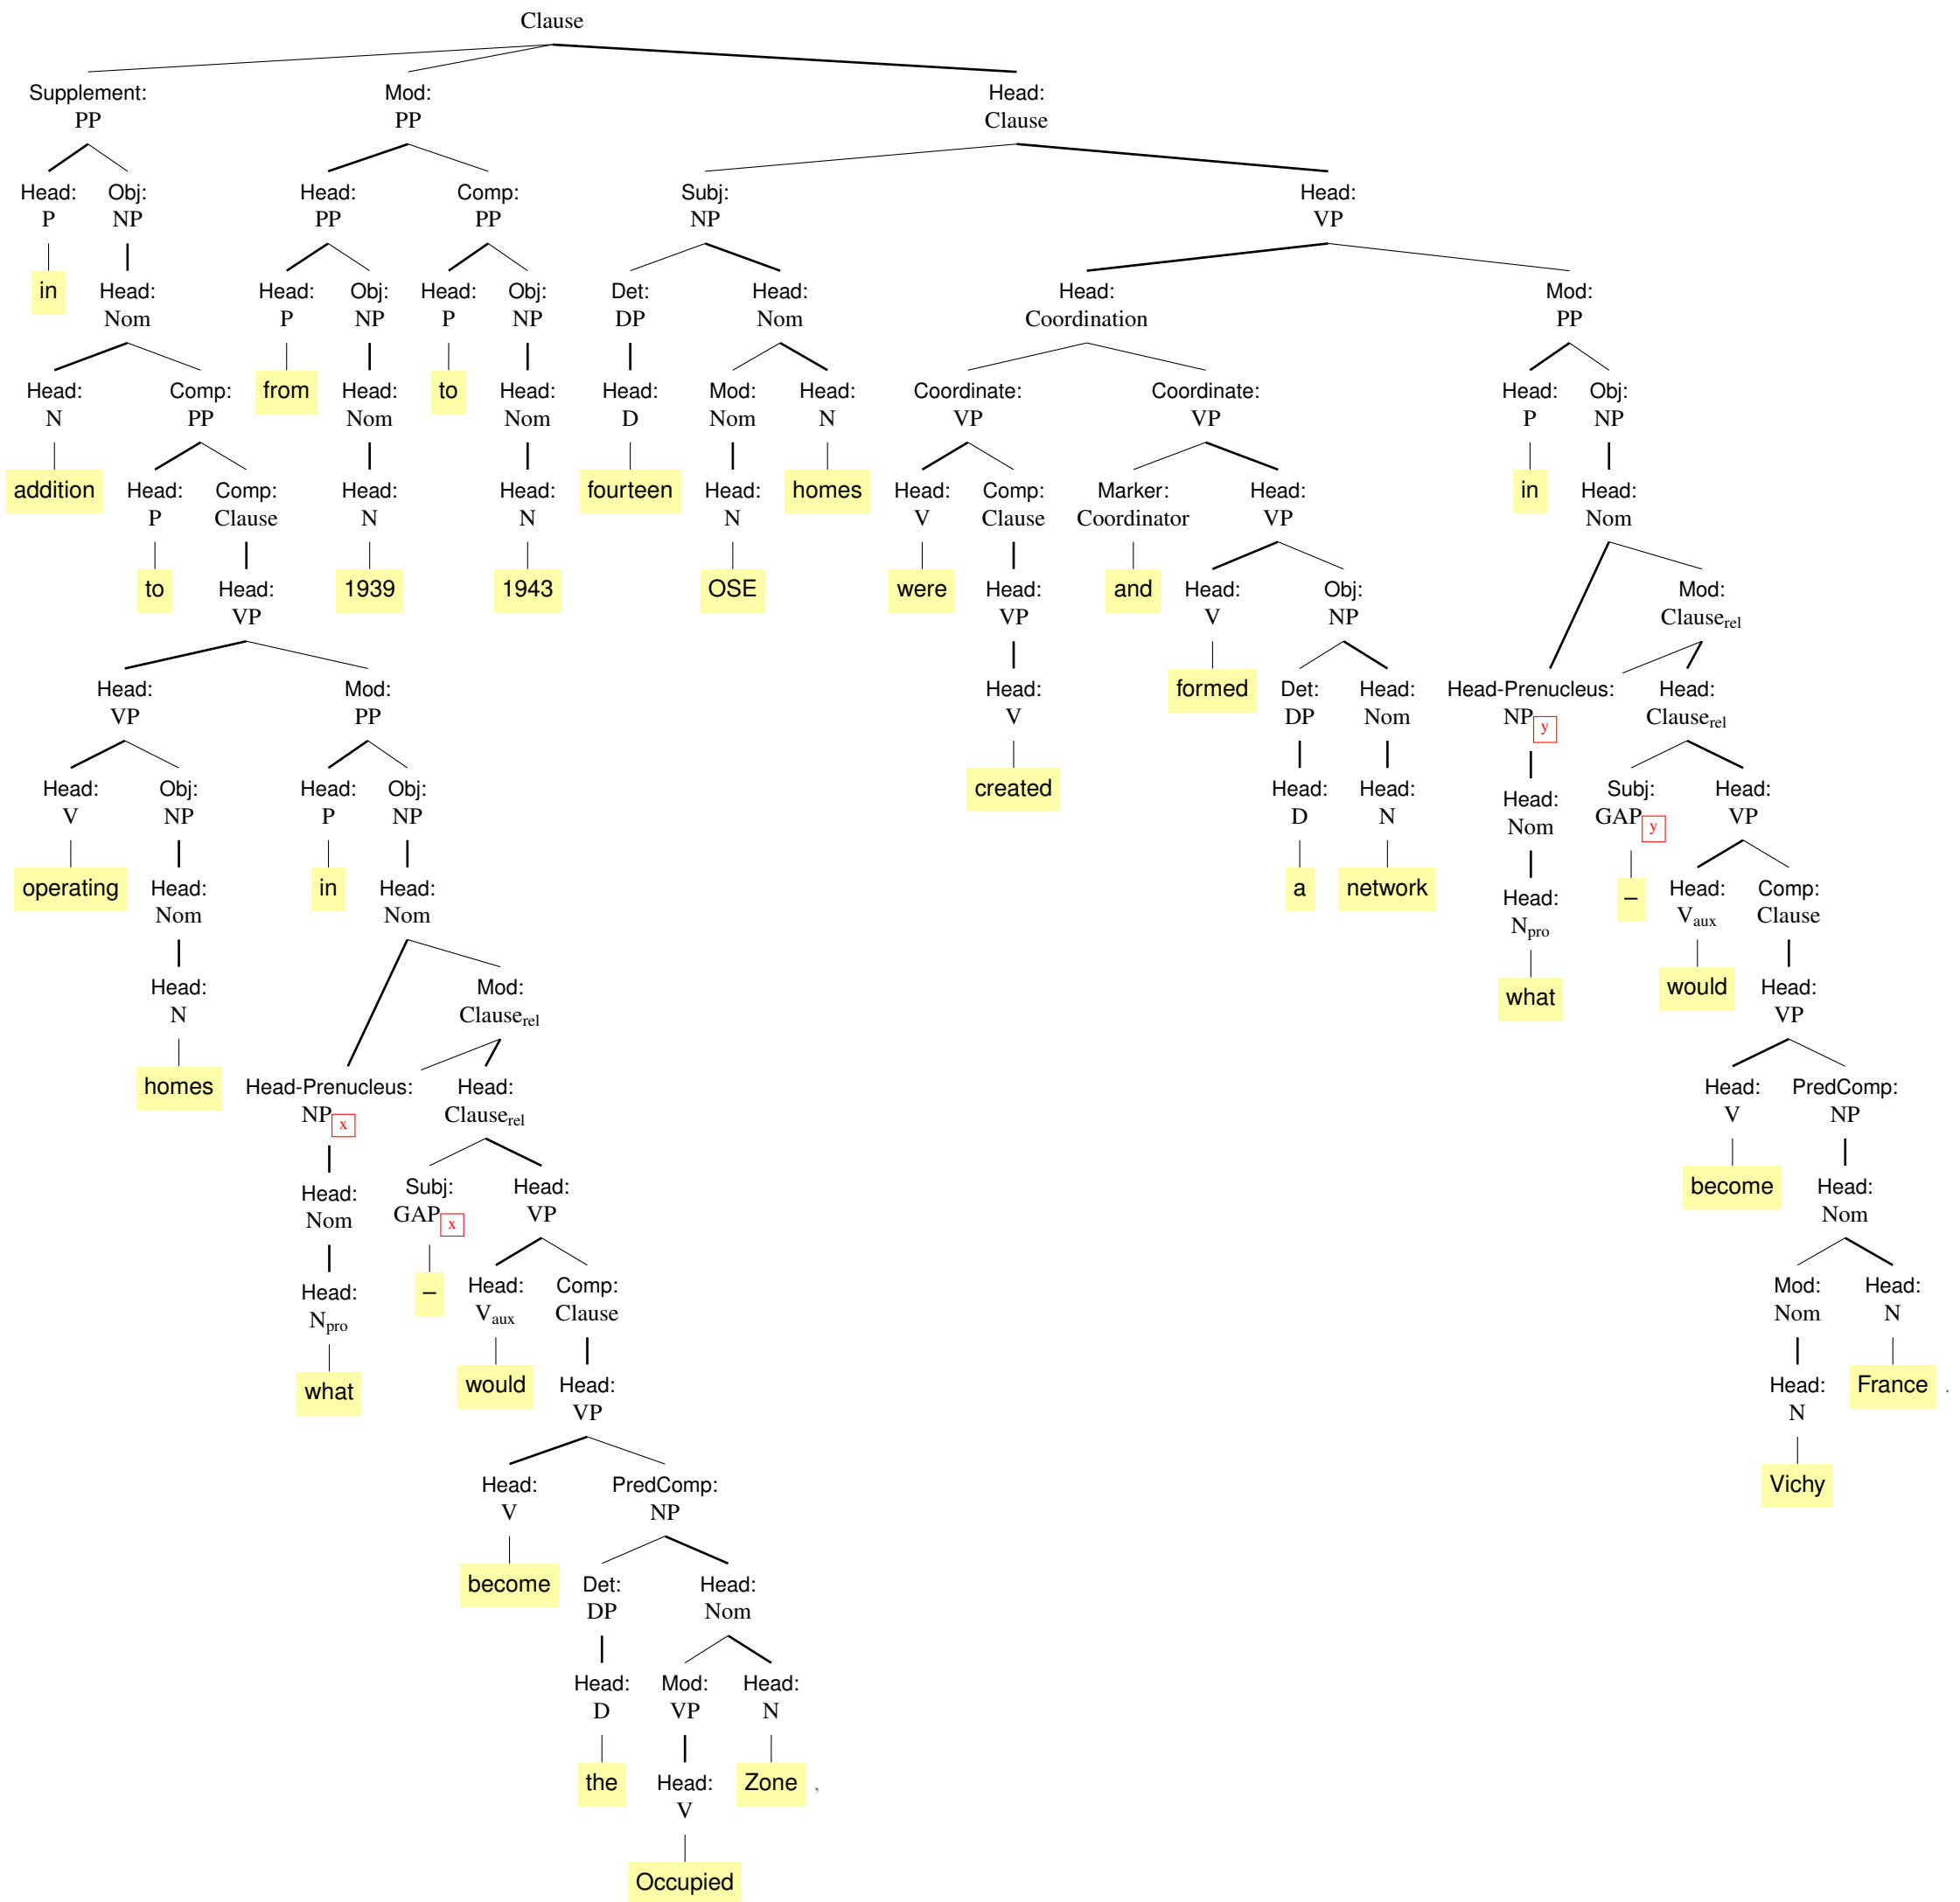 Clause
Supplement: Mod: Head:
PP PP Clause
Head: Obj: Head: Comp: Subj: Head:
P NP PP PP NP VP
in Head: Head: Obj: Head: Obj: Det: Head: Head: Mod:
Nom P NP P NP DP Nom Coordination PP
Head: Comp: from Head: to Head: Head: Mod: Head: Coordinate: Coordinate: Head: Obj:
N PP Nom Nom D Nom N VP VP P NP
addition Head: Comp: Head: Head: fourteen Head: homes Head: Comp: Marker: Head: in Head:
P Clause N N N V Clause Coordinator VP Nom
to Head: 1939 1943 OSE were Head: and Head: Obj: Mod:
VP VP V NP Clauserel
Head: Mod: Head: formed Det: Head: Head-Prenucleus: Head:
VP PP V DP Nom NPy Clauserel
Head: Obj: Head: Obj: created Head: Head: Head: Subj: Head:
V NP P NP D N Nom GAPy VP
operating Head: in Head: a network Head: – Head: Comp:
Nom Nom Npro Vaux Clause
Head: Mod: what would Head:
N Clauserel VP
homes Head-Prenucleus: Head: Head: PredComp:
NPx Clauserel V NP
Head: Subj: Head: become Head:
Nom GAPx VP Nom
Head: – Head: Comp: Mod: Head:
Npro Vaux Clause Nom N
what would Head: Head: France .
VP N
Head: PredComp: Vichy
V NP
become Det: Head:
DP Nom
Head: Mod: Head:
D VP N
the Head: Zone ,
V
Occupied